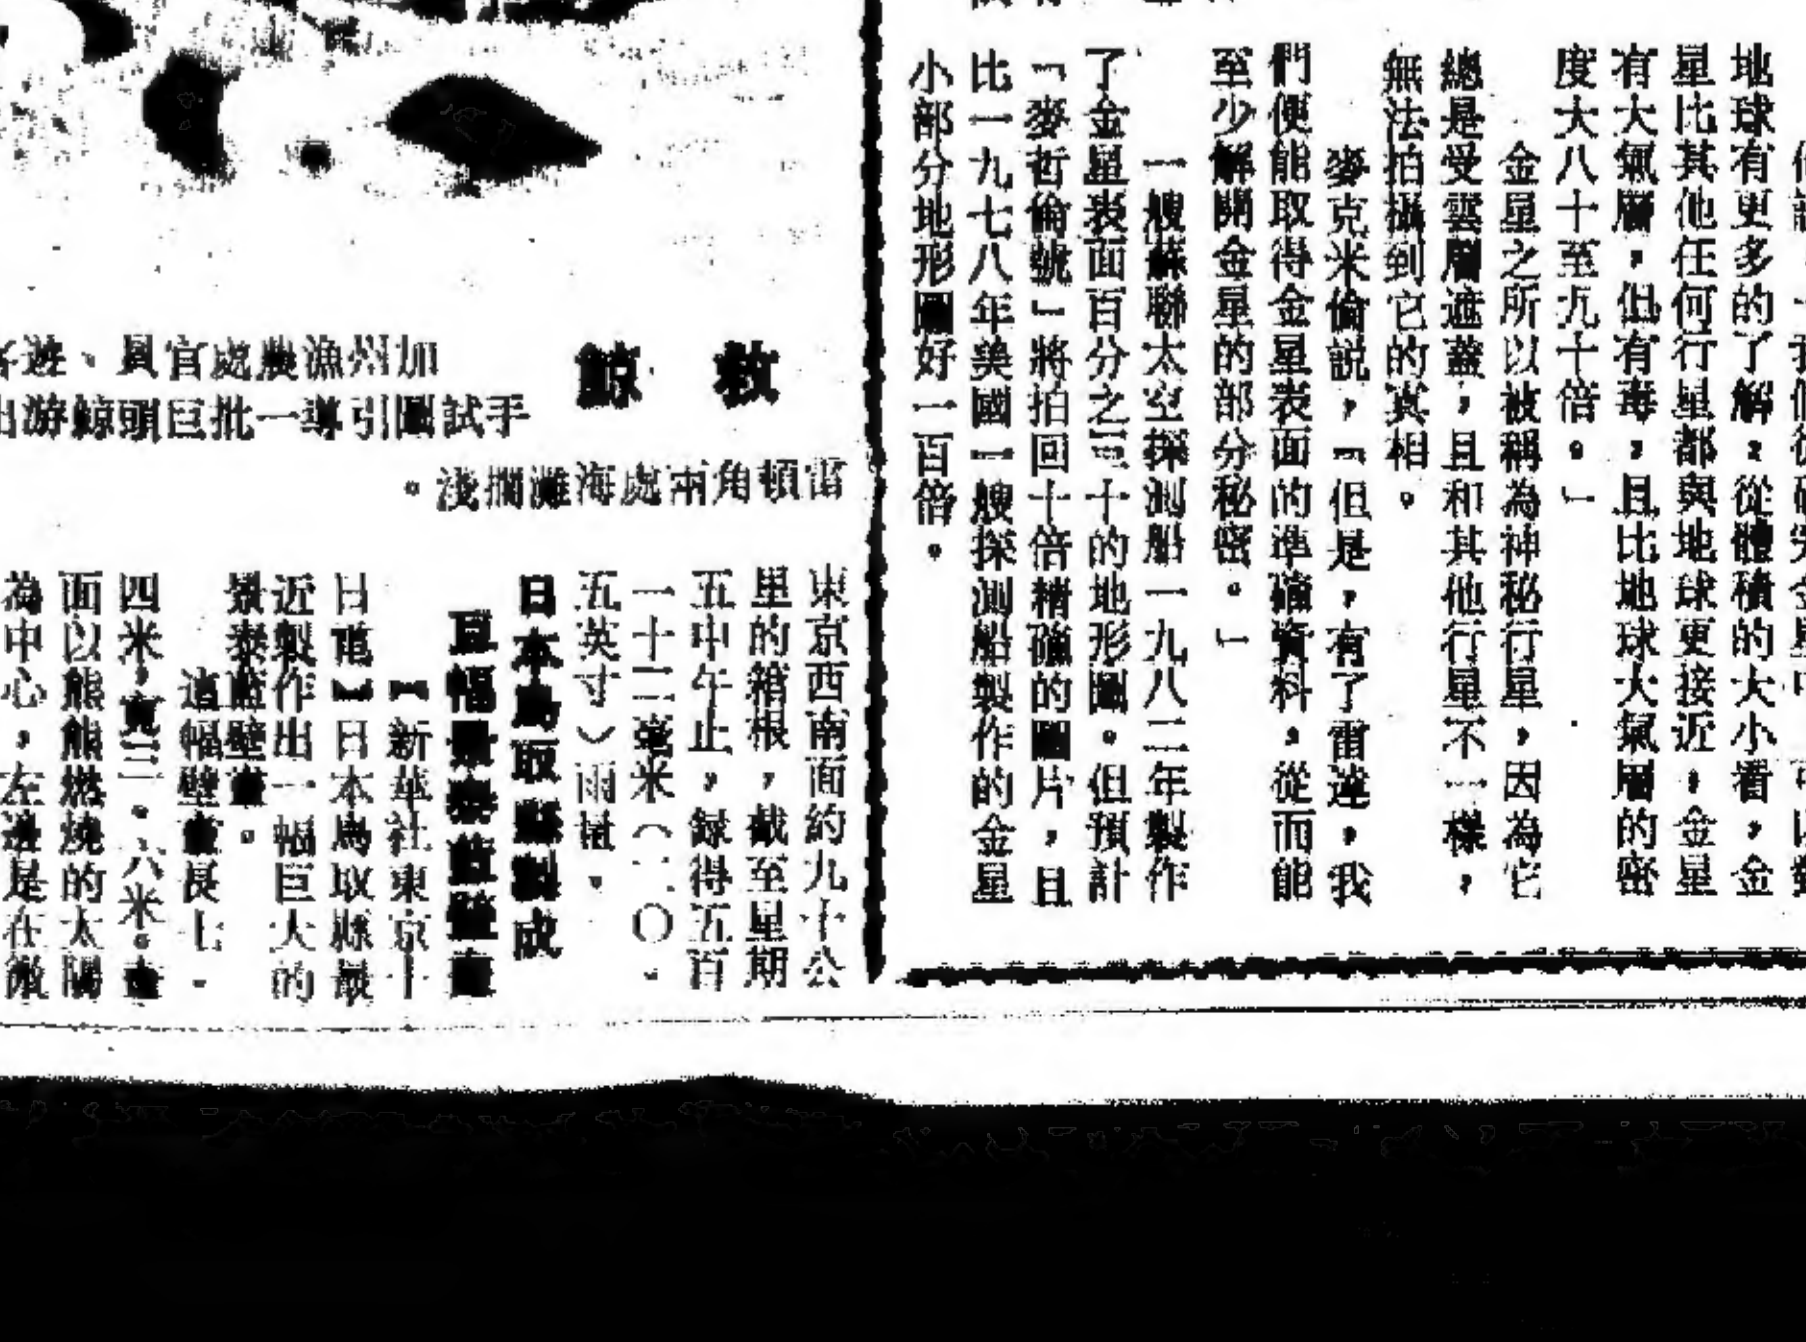 地球有更多的了解，從體積的大小看，金
星比其他任何行星都與地球更接近，金星
有大氣層，但有毒，且比地球大氣層的密
度大八十至九十倍。」
金星之所以被稱為神秘行星，因為它
總是受雲層遮蓋，且和其他行星不一樣，
無法拍攝到它的真相。
麥克米倫説，「但是，有了雷達，我
們便能取得金星表面的準確資料，從而能
至少解開金星的部分秘密。」
一艘蘇聯太空探測船一九八二年製作
了金星表面百分之三十的地形圖。但預計
「麥哲倫號」將拍回十倍精確的圖片，且
比一九七八年美國一艘探測船製作的金星
小部分地形圖好一百倍。
救鯨
加州漁農處官員、遊
手試圖引導一批巨頭鯨游出
雷頓角兩處海灘擱淺。
東京西南面約九十公
里的箱根，截至星期
五中午止，録得五百
一十二毫米（二〇．
五英寸）雨量。
日本鳥取縣製成
巨幅景泰藍壁畫
【新華社東京十
日電】日本鳥取縣最
近製作出一幅巨大的
景泰藍壁畫。
這幅壁畫長七．
四米，寬三．六米。畫
面以熊熊燃燒的太陽
為中心，左邊是在微